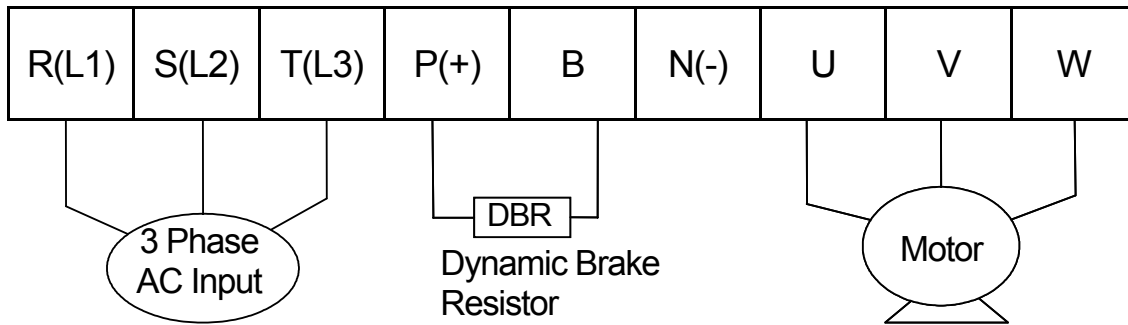 R(L1) S(L2) T(L3) P(+) B N(-) U V W
3 Phase
AC Input
DBR
Dynamic Brake
Resistor
Motor